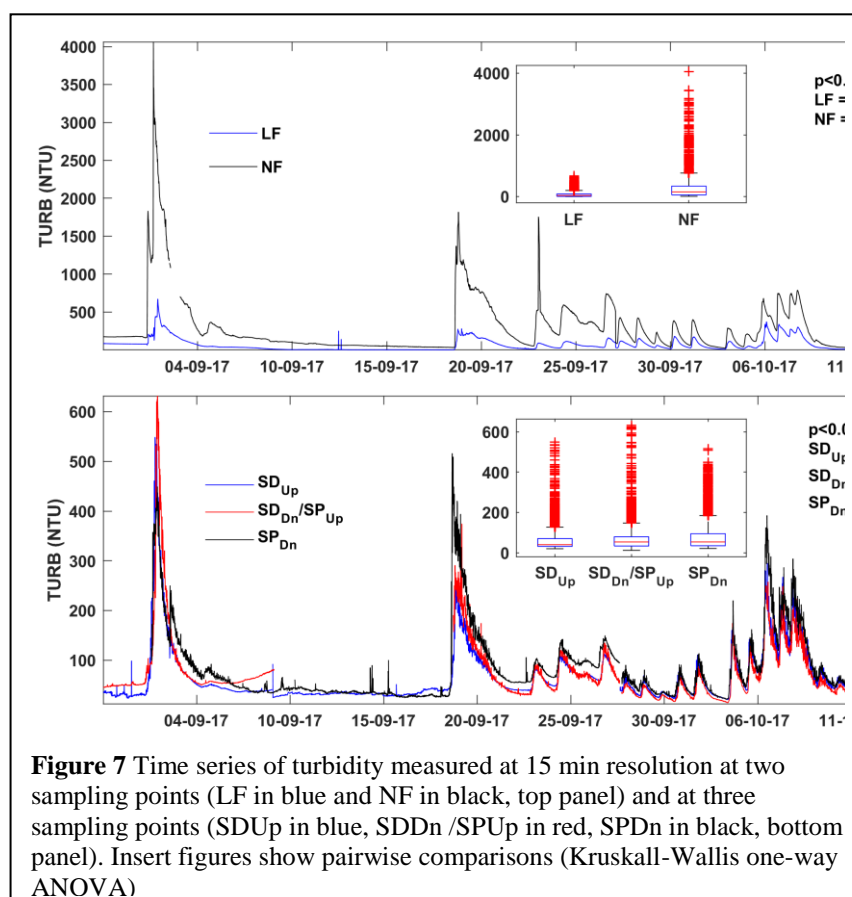 4000
3500
3000
2500
2000
1500
1000
500
TURB (NTU)
LF
NF
4000
2000
0
LF NF
p<0.
LF =
NF =
04-09-17 10-09-17 15-09-17 20-09-17 25-09-17 30-09-17 06-10-17 11-
600
500
400
300
200
100
TURB (NTU)
SDUp
SDDn/SPUp
SPDn
600
400
200
0
SDUp SDDn/SPUp SPDn
p<0.0
SDUp
SDDn
SPDn
04-09-17 10-09-17 15-09-17 20-09-17 25-09-17 30-09-17 06-10-17 11-1
Figure 7 Time series of turbidity measured at 15 min resolution at two
sampling points (LF in blue and NF in black, top panel) and at three
sampling points (SDUp in blue, SDDn /SPUp in red, SPDn in black, bottom
panel). Insert figures show pairwise comparisons (Kruskall-Wallis one-way
ANOVA)